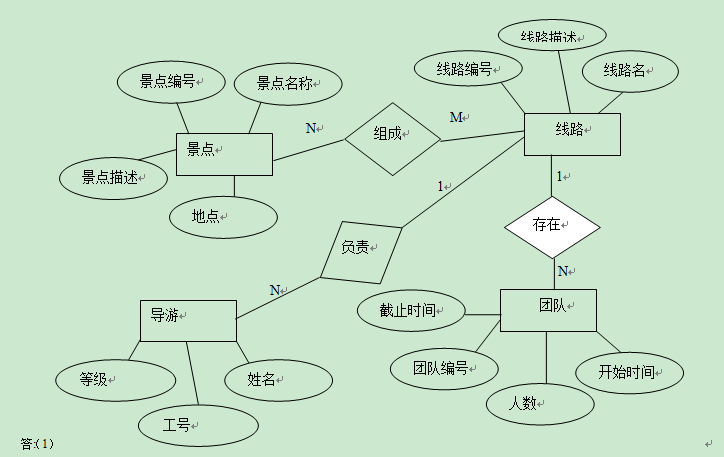 线路描述
线路编号
线路名
景点编号
景点名称
N
组成
M
线路
景点
景点描述
地点
1
1
负责
存在
N
N
导游
截止时间
团队
等级
姓名
团队编号
开始时间
工号
人数
答:(1)